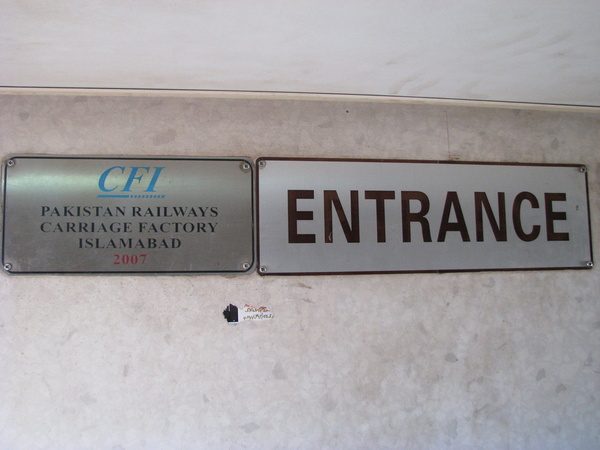 CFI
PAKISTAN RAILWAYS
CARRIAGE FACTORY
ISLAMABAD
2007
ENTRANCE